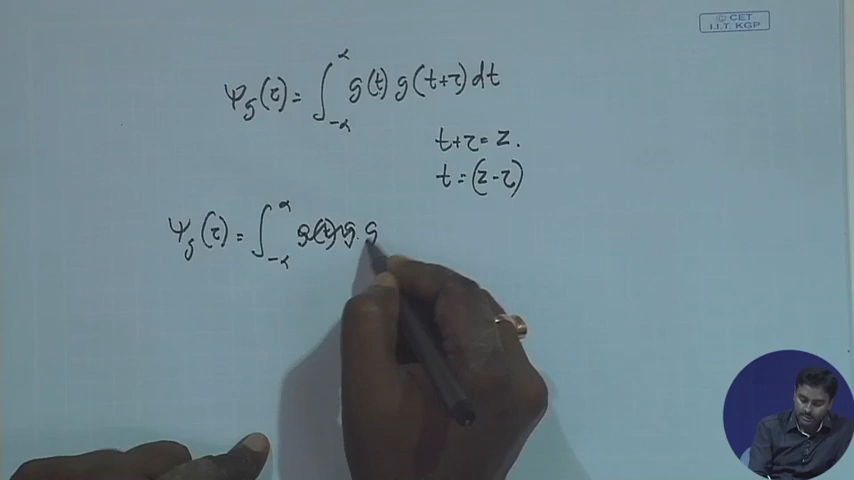 © CET
I.I.T. KGP
Ψg(τ) = ∫_{-∞}^{∞} g(t) g(t+τ) dt
t+τ = z.
t = (z-τ)
Ψg(τ) = ∫_{-∞}^{∞} g